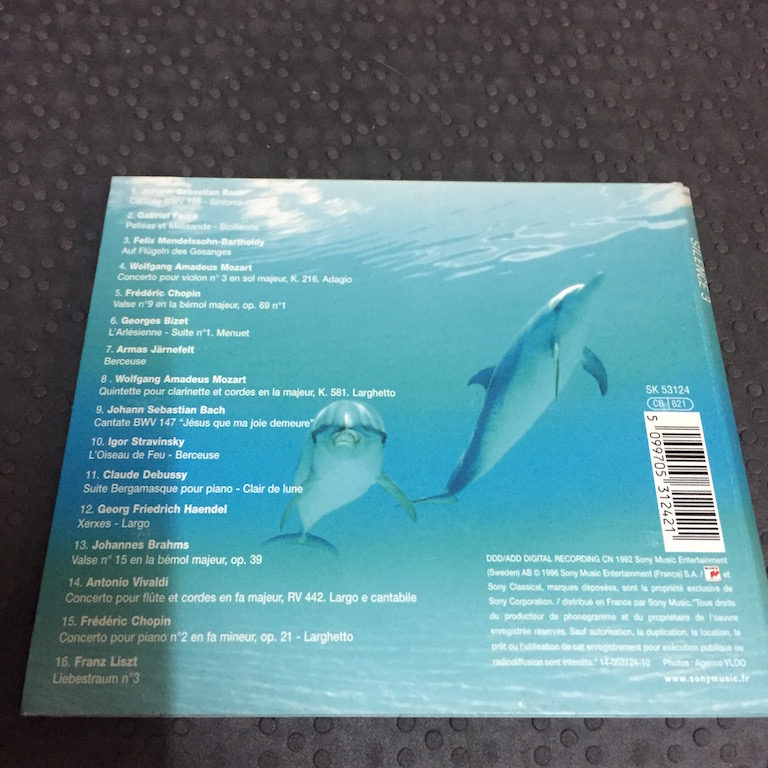 1. Johann Sebastian Bach
Cantate BWV 156 - Sinfonia
2. Gabriel Fauré
Pelléas et Mélisande - Sicilienne
3. Felix Mendelssohn-Bartholdy
Auf Flügeln des Gesanges
4. Wolfgang Amadeus Mozart
Concerto pour violon n° 3 en sol majeur, K. 216. Adagio
5. Frédéric Chopin
Valse n°9 en la bémol majeur, op. 69 n°1
6. Georges Bizet
L'Arlésienne - Suite n°1. Menuet
7. Armas Järnefelt
Berceuse
8. Wolfgang Amadeus Mozart
Quintette pour clarinette et cordes en la majeur, K. 581. Larghetto
9. Johann Sebastian Bach
Cantate BWV 147 "Jésus que ma joie demeure"
10. Igor Stravinsky
L'Oiseau de Feu - Berceuse
11. Claude Debussy
Suite Bergamasque pour piano - Clair de lune
12. Georg Friedrich Haendel
Xerxes - Largo
13. Johannes Brahms
Valse n° 15 en la bémol majeur, op. 39
14. Antonio Vivaldi
Concerto pour flûte et cordes en fa majeur, RV 442. Largo e cantabile
15. Frédéric Chopin
Concerto pour piano n°2 en fa mineur, op. 21 - Larghetto
16. Franz Liszt
Liebestraum n°3
SILENCE 3
SK 53124
CB 621
5 099705 312421
DDD/ADD DIGITAL RECORDING CN 1992 Sony Music Entertainment
(Sweden) AB © 1996 Sony Music Entertainment (France) S.A. / et
Sony Classical, marques déposées, sont la propriété exclusive de
Sony Corporation. / distribué en France par Sony Music."Tous droits
du producteur de phonogramme et du propriétaire de l'oeuvre
enregistrée réservés. Sauf autorisation, la duplication, la location, le
prêt ou l'utilisation de cet enregistrement pour exécution publique ou
radiodiffusion sont interdits." 14-053124-10 Photos : Agence VLOO
www.sonymusic.fr